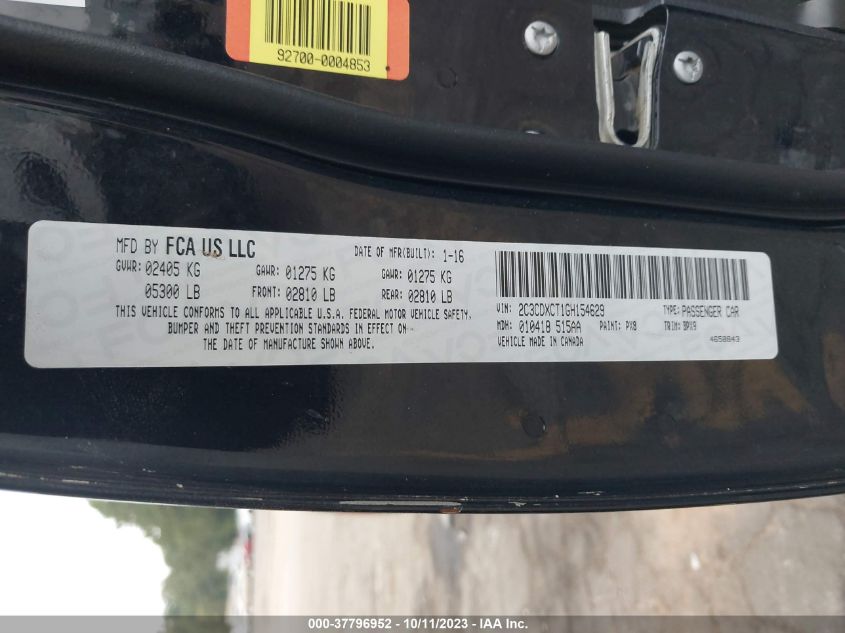 92700-0004853
MFD BY FCA US LLC
DATE OF MFR(BUILT): 1-16
GVWR: 02405 KG GAWR: 01275 KG GAWR: 01275 KG
05300 LB FRONT: 02810 LB REAR: 02810 LB
THIS VEHICLE CONFORMS TO ALL APPLICABLE U.S.A. FEDERAL MOTOR VEHICLE SAFETY,
BUMPER AND THEFT PREVENTION STANDARDS IN EFFECT ON
THE DATE OF MANUFACTURE SHOWN ABOVE.
VIN: 2C3CDXCT1GH154629 TYPE: PASSENGER CAR
MDH: 010418 515AA PAINT: PX8 TRIM: BPX9
VEHICLE MADE IN CANADA 4650843
000-37796952 - 10/11/2023 - IAA Inc.